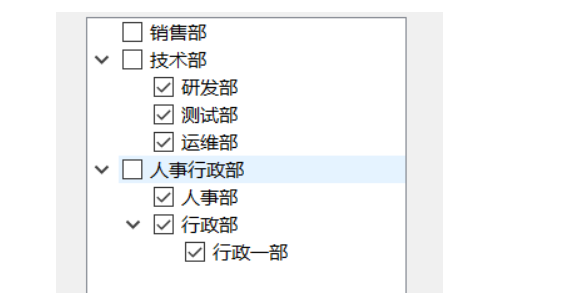 销售部
技术部
研发部
测试部
运维部
人事行政部
人事部
行政部
行政一部